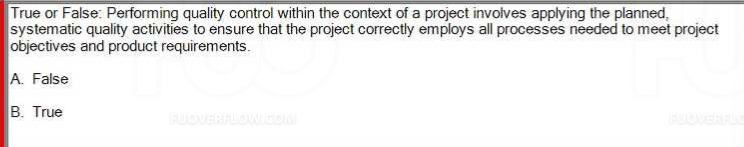 True or False: Performing quality control within the context of a project involves applying the planned,
systematic quality activities to ensure that the project correctly employs all processes needed to meet project
objectives and product requirements.
A. False
B. True
FUOVERFLOW.COM